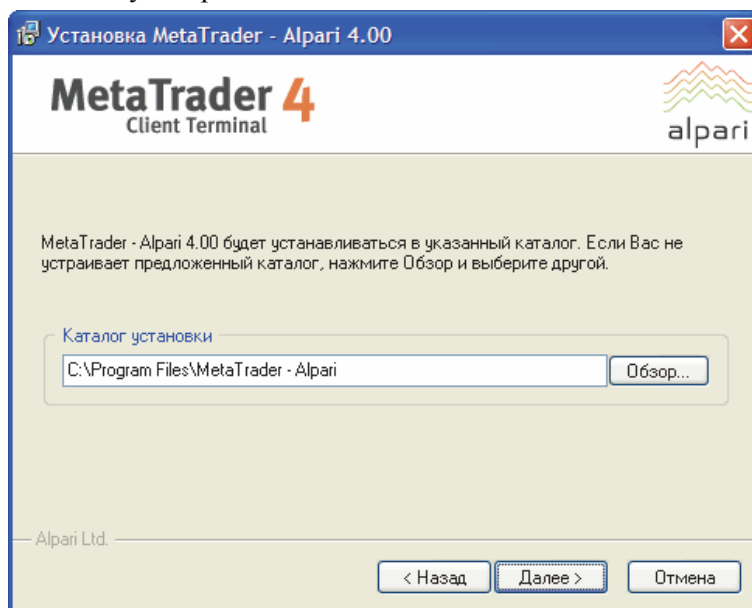 Установка MetaTrader - Alpari 4.00
MetaTrader 4
Client Terminal
alpari
MetaTrader - Alpari 4.00 будет устанавливаться в указанный каталог. Если Вас не
устраивает предложенный каталог, нажмите Обзор и выберите другой.
Каталог установки
C:\Program Files\MetaTrader - Alpari
Обзор...
Alpari Ltd.
< Назад
Далее >
Отмена